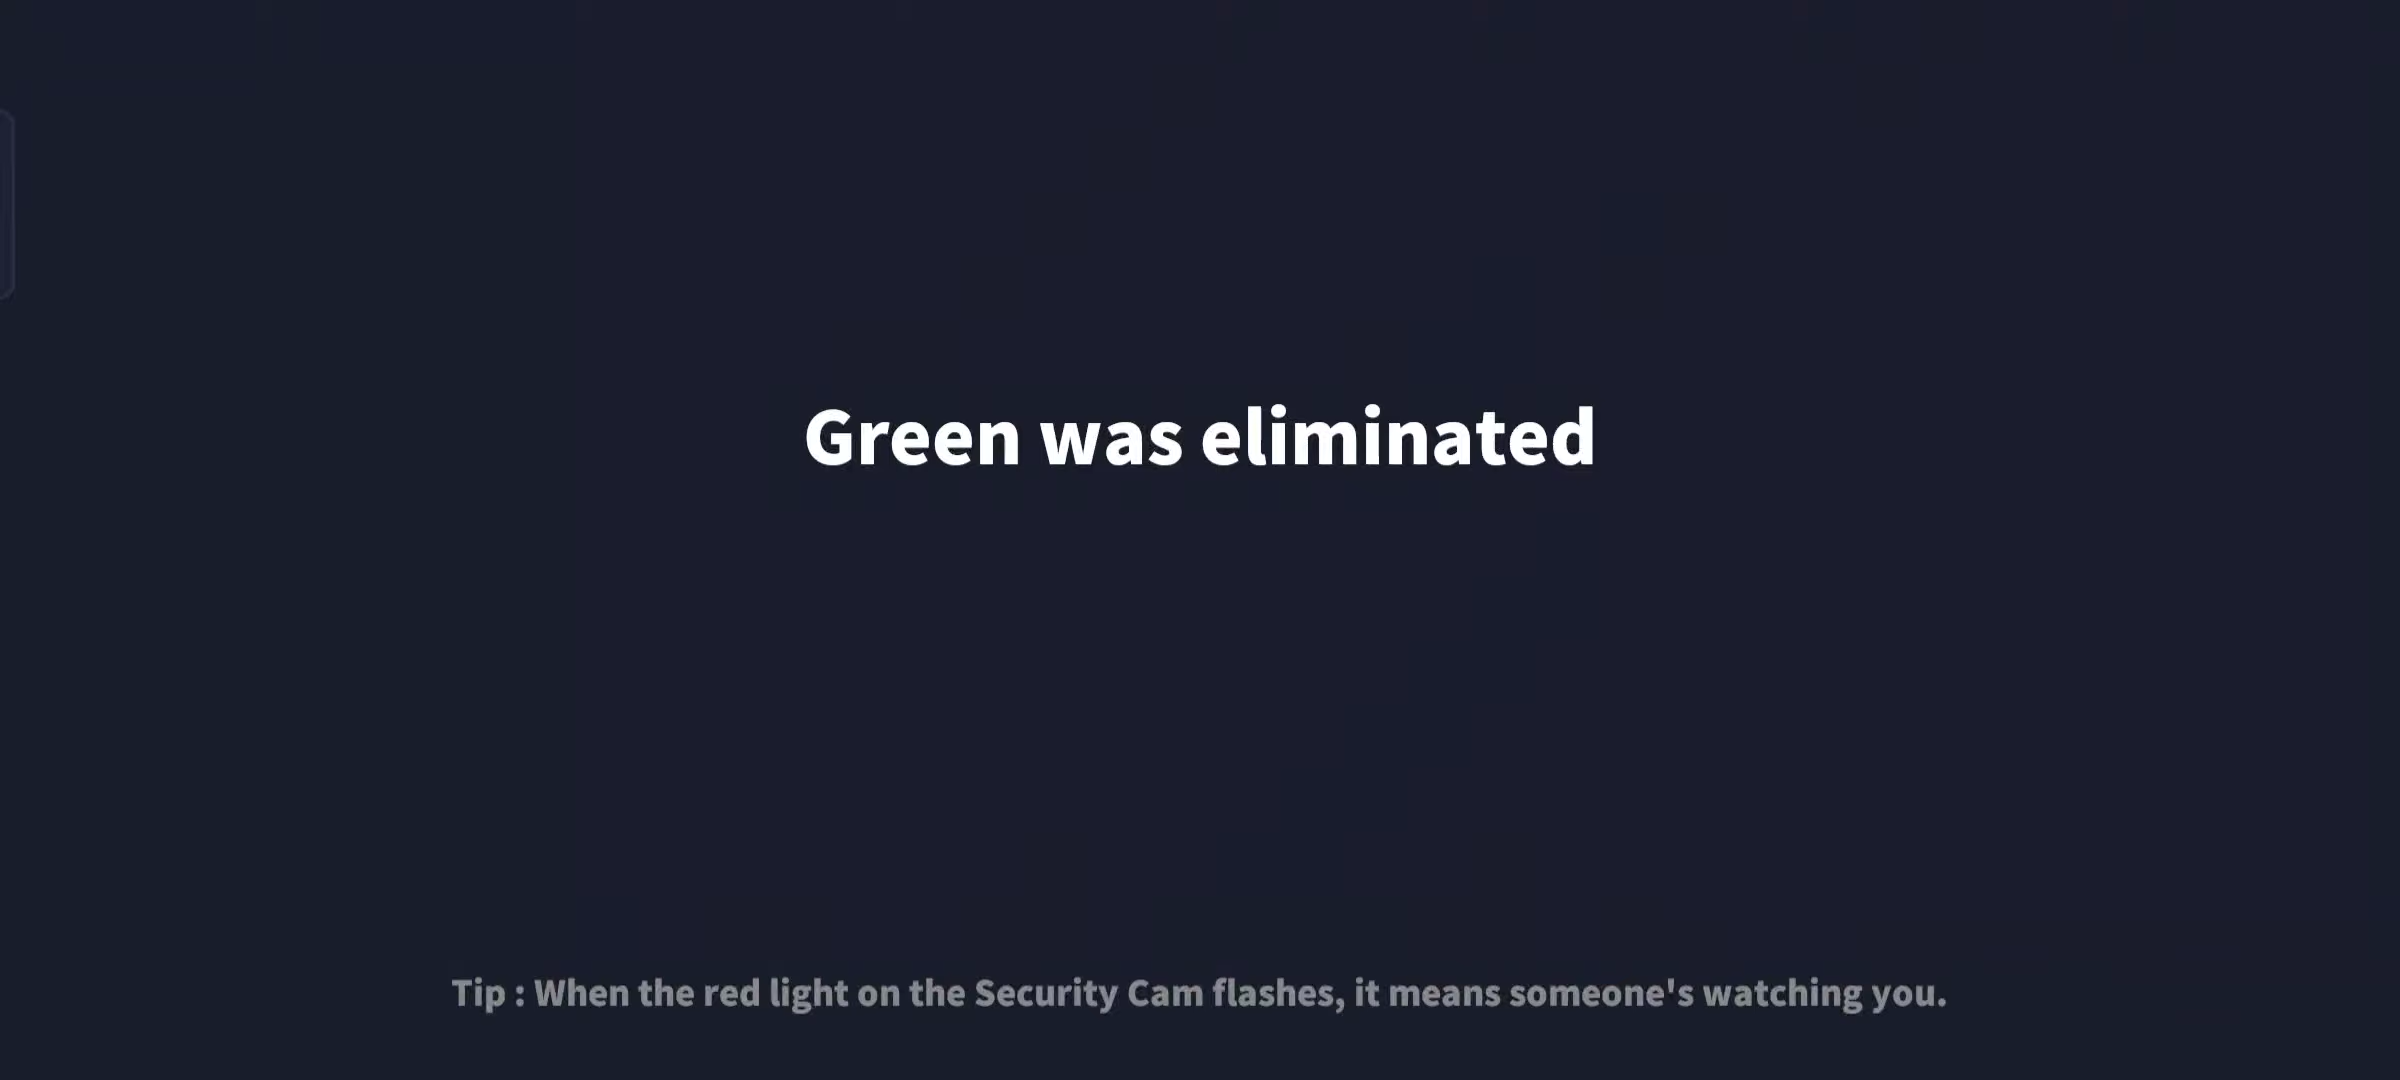 Green was eliminated
Tip : When the red light on the Security Cam flashes, it means someone's watching you.